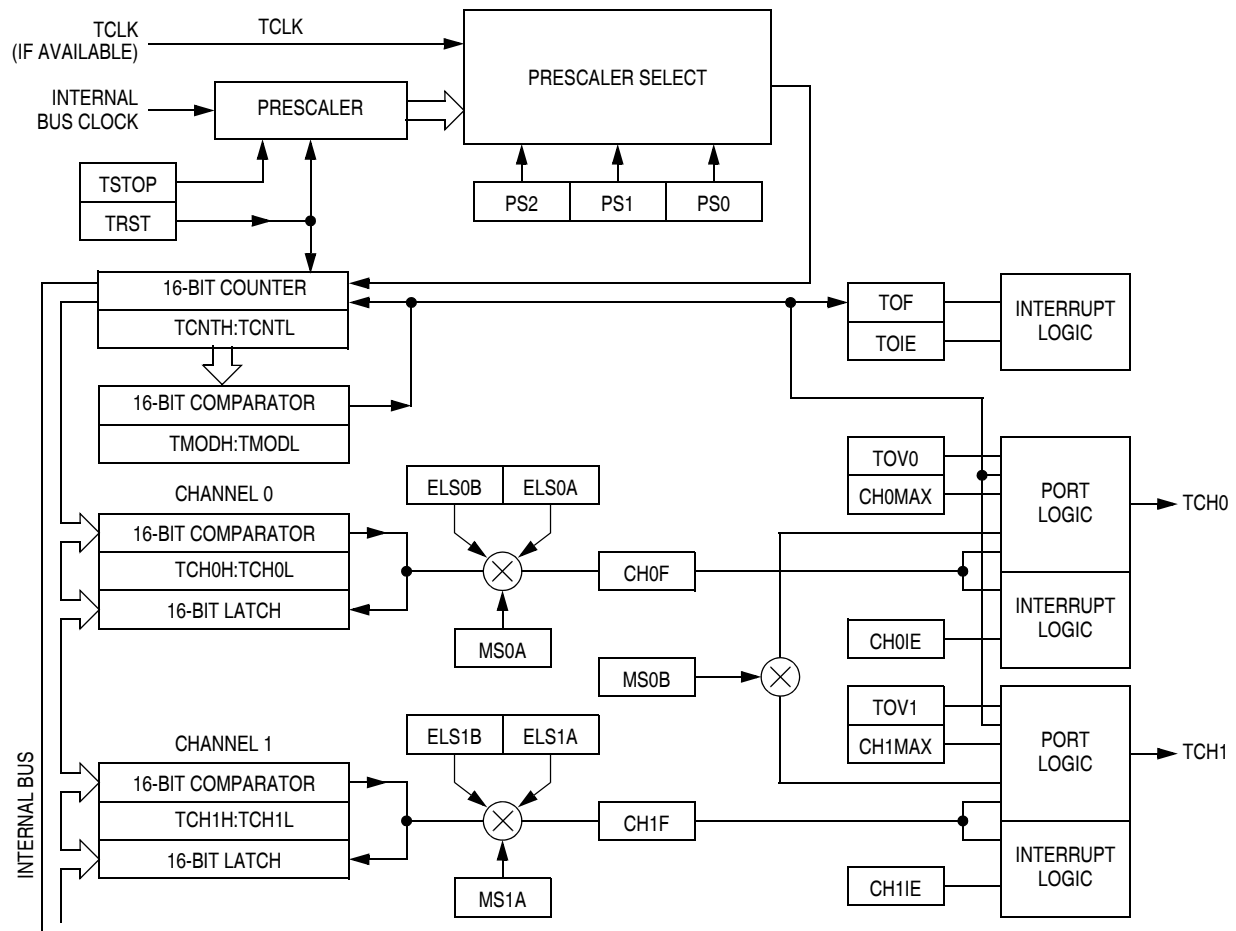 TCLK
(IF AVAILABLE)
TCLK
PRESCALER SELECT
INTERNAL
BUS CLOCK
PRESCALER
TSTOP
TRST
PS2
PS1
PS0
16-BIT COUNTER
TCNTH:TCNTL
TOF
TOIE
INTERRUPT
LOGIC
16-BIT COMPARATOR
TMODH:TMODL
CHANNEL 0
16-BIT COMPARATOR
TCH0H:TCH0L
16-BIT LATCH
ELS0B
ELS0A
MS0A
CH0F
TOV0
CH0MAX
PORT
LOGIC
TCH0
INTERRUPT
LOGIC
CH0IE
MS0B
CHANNEL 1
16-BIT COMPARATOR
TCH1H:TCH1L
16-BIT LATCH
ELS1B
ELS1A
MS1A
CH1F
TOV1
CH1MAX
PORT
LOGIC
TCH1
INTERRUPT
LOGIC
CH1IE
INTERNAL BUS